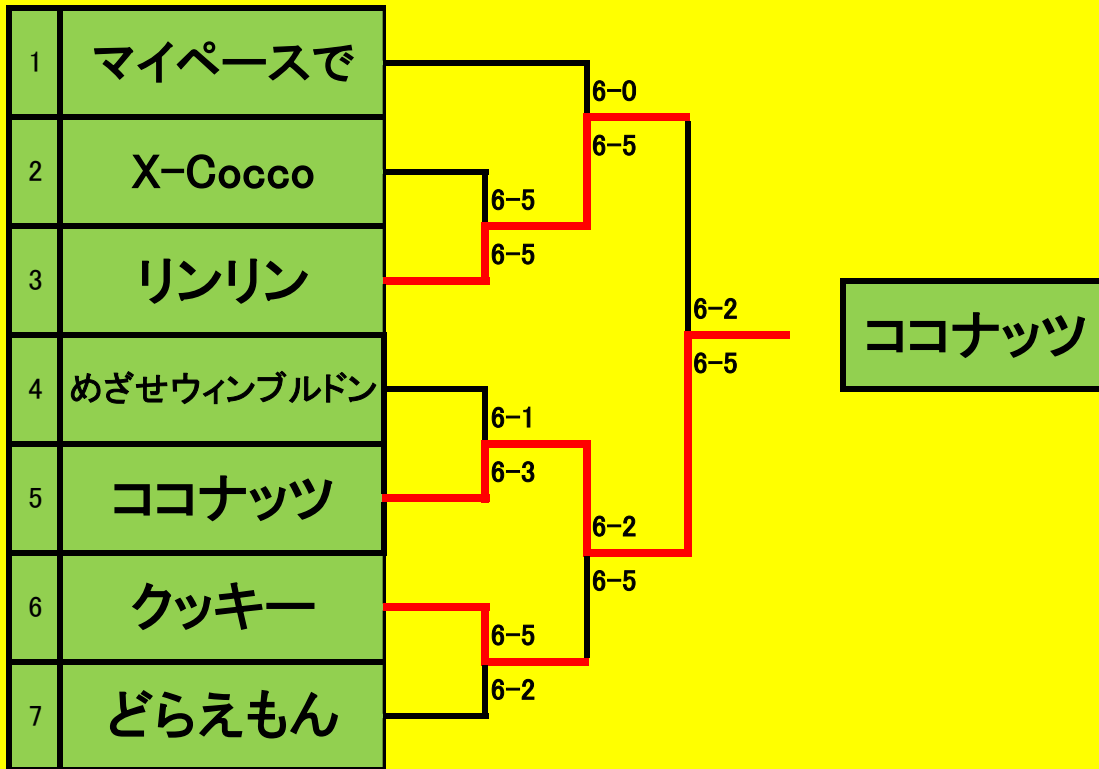 1 マイペースで
2 X-Cocco
3 リンリン
4 めざせウィンブルドン
5 ココナッツ
6 クッキー
7 どらえもん
6-5
6-5
6-1
6-3
6-5
6-2
6-0
6-5
6-2
6-5
6-2
6-5
ココナッツ